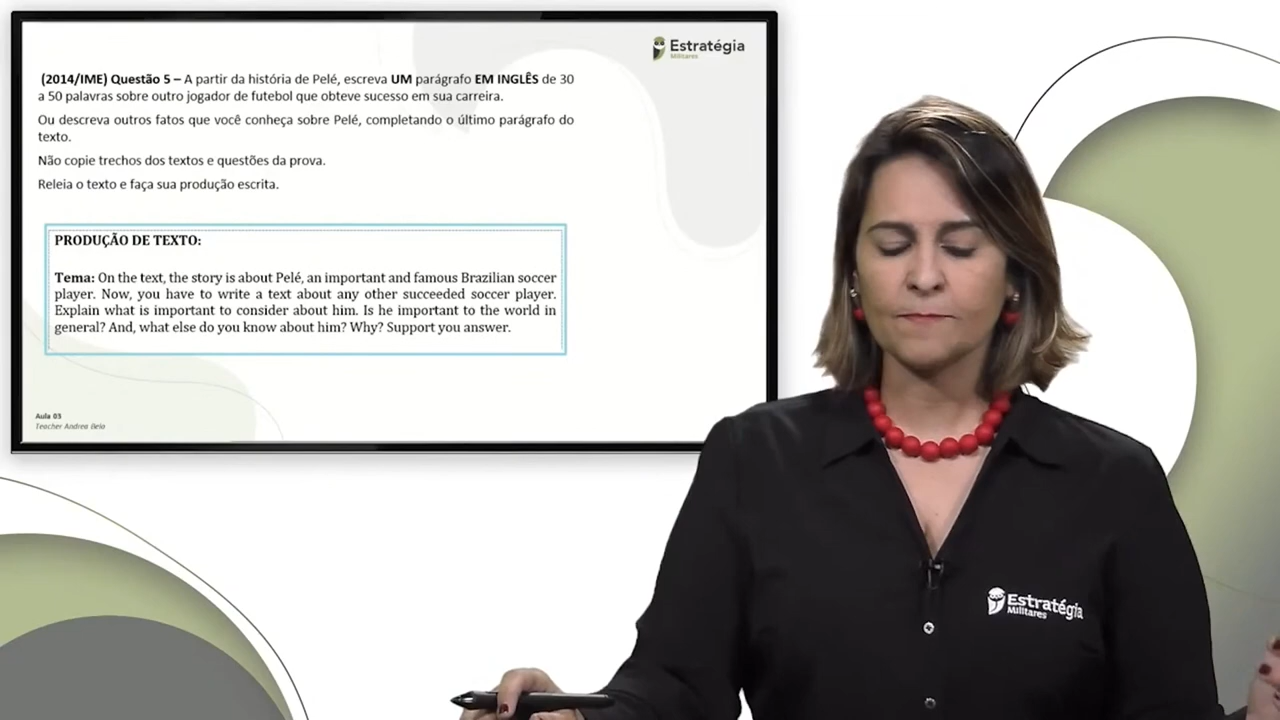 Estratégia
Militares
(2014/IME) Questão 5 – A partir da história de Pelé, escreva UM parágrafo EM INGLÊS de 30
a 50 palavras sobre outro jogador de futebol que obteve sucesso em sua carreira.
Ou descreva outros fatos que você conheça sobre Pelé, completando o último parágrafo do
texto.
Não copie trechos dos textos e questões da prova.
Releia o texto e faça sua produção escrita.
PRODUÇÃO DE TEXTO:
Tema: On the text, the story is about Pelé, an important and famous Brazilian soccer
player. Now, you have to write a text about any other succeeded soccer player.
Explain what is important to consider about him. Is he important to the world in
general? And, what else do you know about him? Why? Support you answer.
Aula 03
Teacher Andrea Belo
Estratégia
Militares